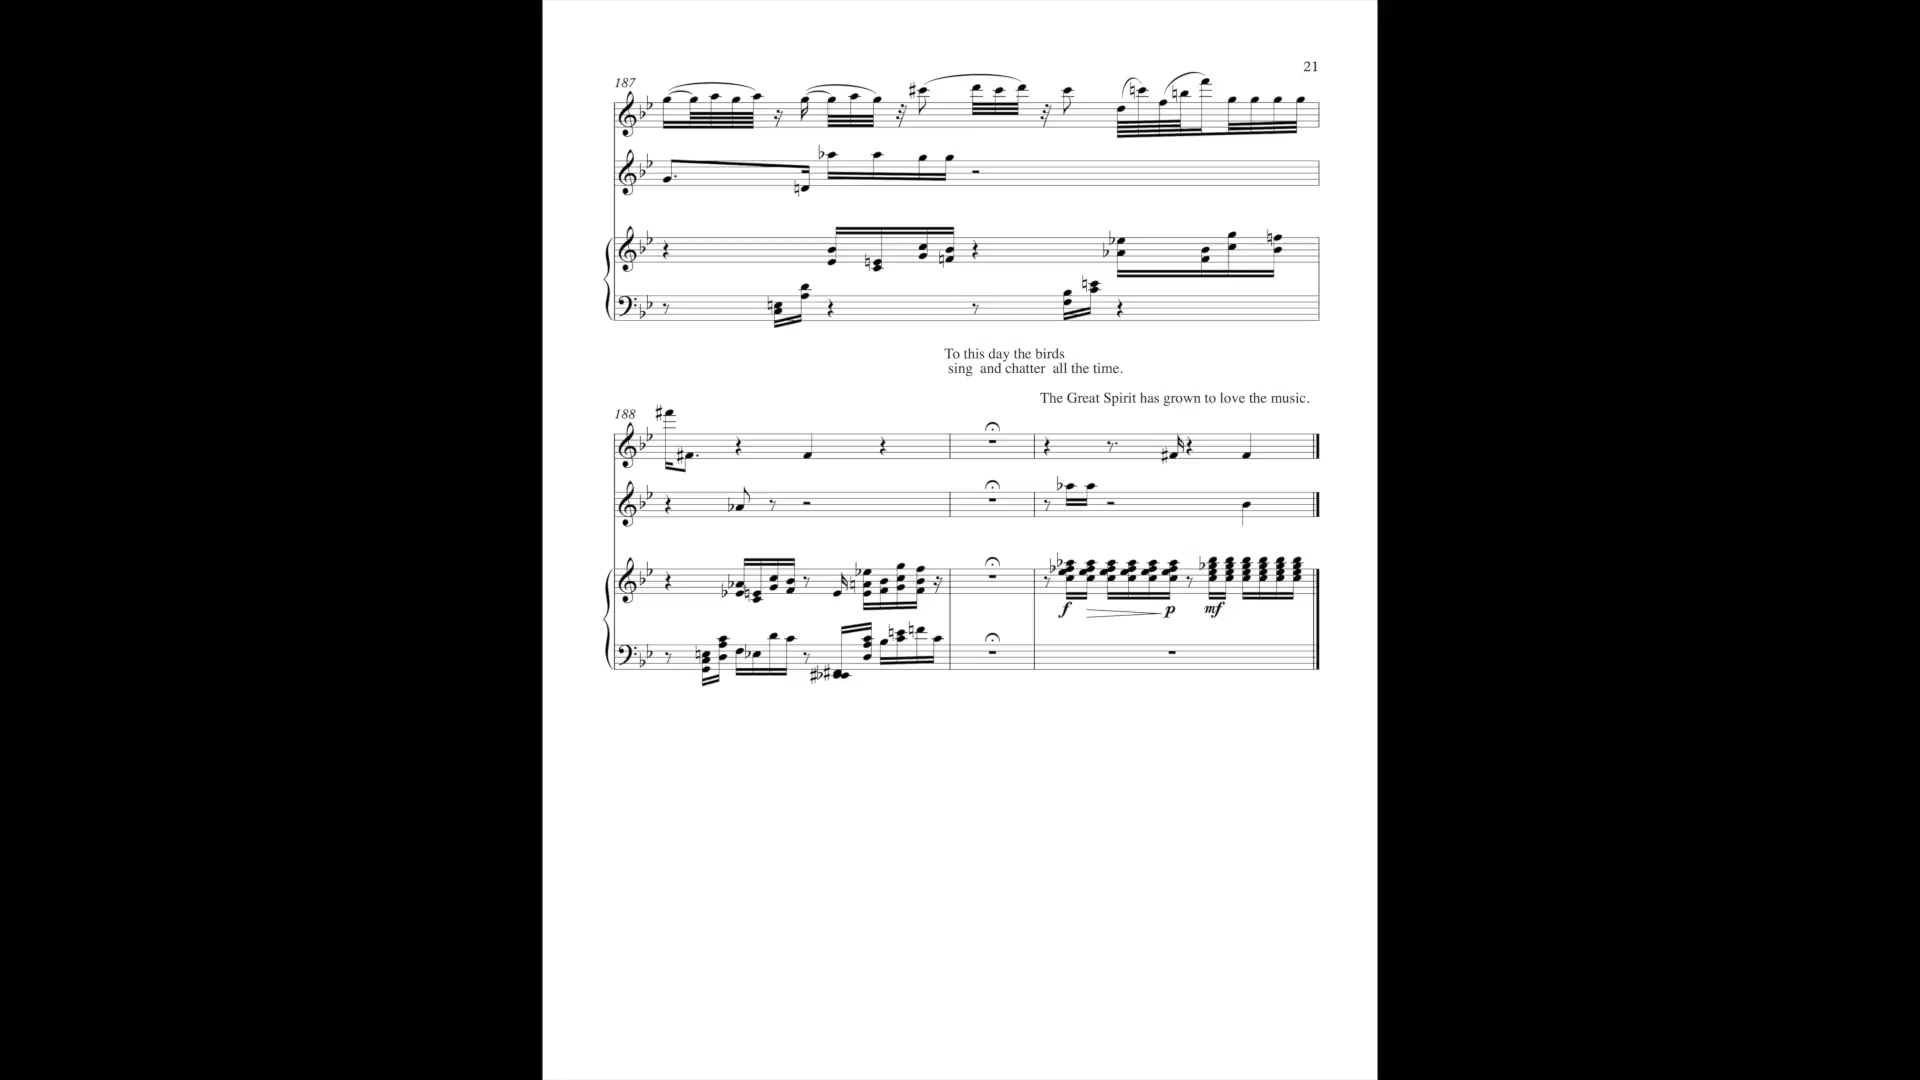 21
187
To this day the birds
sing and chatter all the time.
The Great Spirit has grown to love the music.
188
f p mf